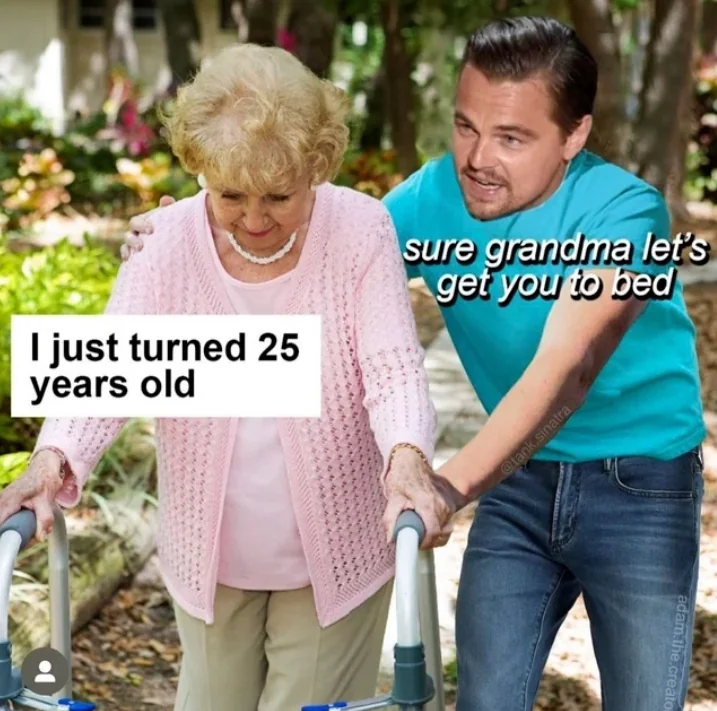 sure grandma let's
get you to bed
I just turned 25
years old
@tank.sinatra
adam.the.creato